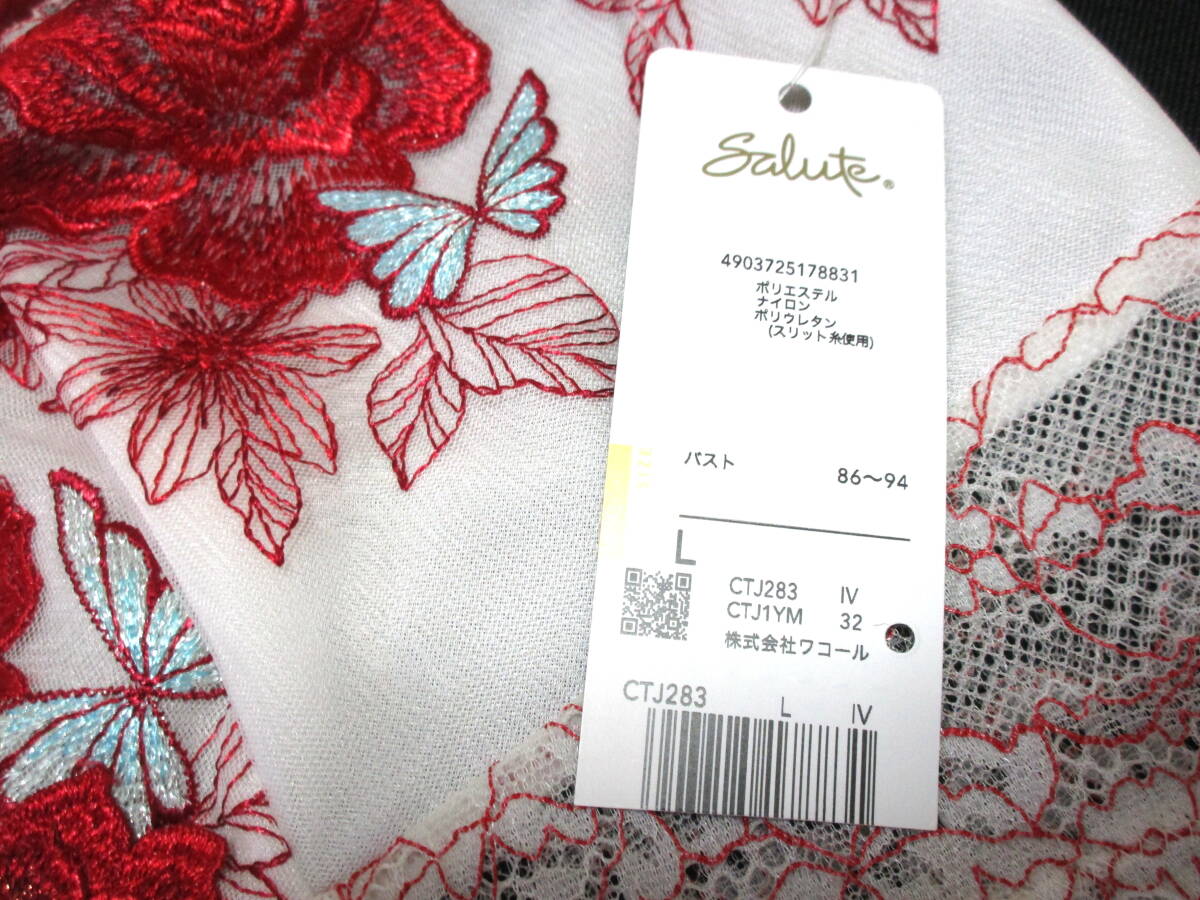 Salute®
4903725178831
ポリエステル
ナイロン
ポリウレタン
(スリット糸使用)
バスト 86～94
L
CTJ283 IV
CTJ1YM 32
株式会社ワコール
CTJ283 L IV